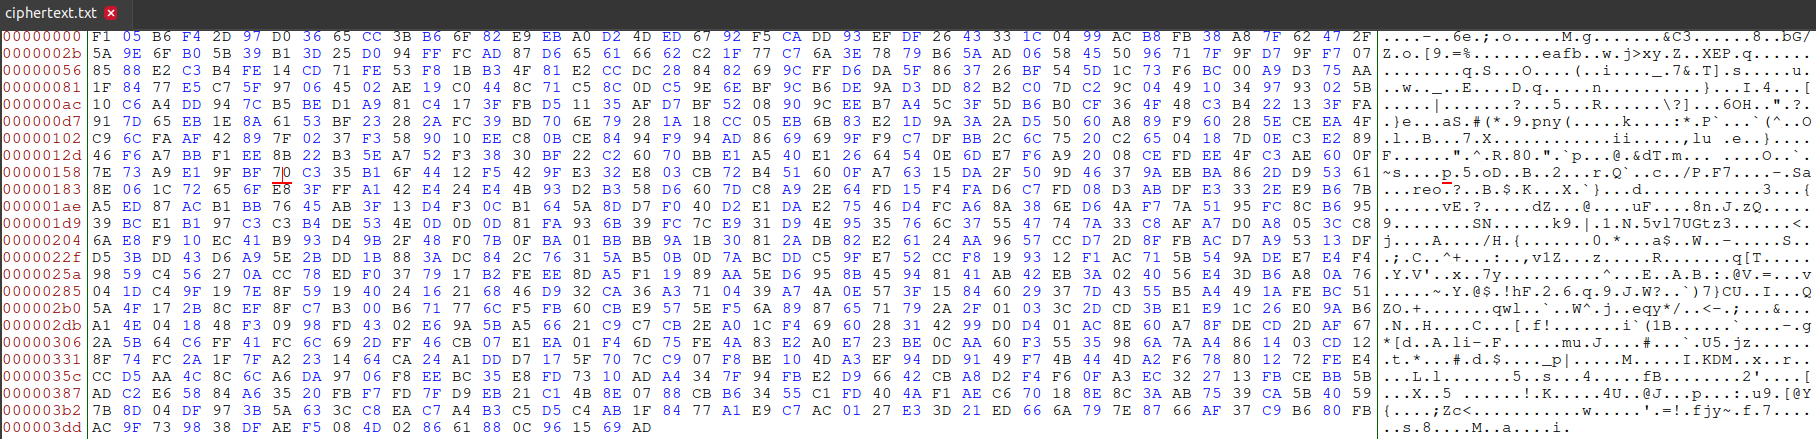 ciphertext.txt
00000000 F1 05 B6 F4 2D 97 D0 36 65 CC 3B B6 6F 82 E9 EB A0 D2 4D ED 67 92 F5 CA DD 93 EF DF 26 43 33 1C 04 99 AC B8 FB 38 A8 7F 62 47 2F ....-..6e.;.o.....M.g.......&C3......8..bG/
0000002b 5A 9E 6F B0 5B 39 B1 3D 25 D0 94 FF FC AD 87 D6 65 61 66 62 C2 1F 77 C7 6A 3E 78 79 B6 5A AD 06 58 45 50 96 71 7F 9F D7 9F F7 07 Z.o.[9.=%.......eafb..w.j>xy.Z..XEP.q......
00000056 85 88 E2 C3 B4 FE 14 CD 71 FE 53 F8 1B B3 4F 81 E2 CC DC 28 84 82 69 9C FF D6 DA 5F 86 37 26 BF 54 5D 1C 73 F6 BC 00 A9 D3 75 AA ........q.S...O....(..i...._.7&.T].s.....u.
00000081 1F 84 77 E5 C7 5F 97 06 45 02 AE 19 C0 44 8C 71 C5 8C 0D C5 9E 6E BF 9C B6 DE 9A D3 DD 82 B2 C0 7D C2 9C 04 49 10 34 97 93 02 5B ..w.._..E....D.q.....n..........}...I.4...[
000000ac 10 C6 A4 DD 94 7C B5 BE D1 A9 81 C4 17 3F FB D5 11 35 AF D7 BF 52 08 90 9C EE B7 A4 5C 3F 5D B6 B0 CF 36 4F 48 C3 B4 22 13 3F FA .....|.......?...5...R......\?]...6OH..".?.
000000d7 91 7D 65 EB 1E 8A 61 53 BF 23 28 2A FC 39 BD 70 6E 79 28 1A 18 CC 05 EB 6B 83 E2 1D 9A 3A 2A D5 50 60 A8 89 F9 60 28 5E CE EA 4F .}e...aS.#(*.9.pny(.....k....:*.P`...`(^..O
00000102 C9 6C FA AF 42 89 7F 02 37 F3 58 90 10 EE C8 0B CE 84 94 F9 94 AD 86 69 69 9F F9 C7 DF BB 2C 6C 75 20 C2 65 04 18 7D 0E C3 E2 89 .l..B...7.X............ii.....,lu .e..}....
0000012d 46 F6 A7 BB F1 EE 8B 22 B3 5E A7 52 F3 38 30 BF 22 C2 60 70 BB E1 A5 40 E1 26 64 54 0E 6D DE F7 F6 A9 20 08 CE FD EE 4F C3 AE 60 0F F......".^.R.80.".`p...@.&dT.m.... ....O..`.
00000158 7E 73 A9 E1 9F BF 70 C3 35 B1 6F 44 12 F5 42 9F E3 32 E8 03 CB 72 B4 51 60 0F A7 63 15 DA 2F 50 9D 46 37 9A EB BA 86 2D D9 53 61 ~s....p.5.oD..B..2...r.Q`..c../P.F7....-.Sa
00000183 8E 06 1C 72 65 6F E8 3F FF A1 42 E4 24 E4 4B 93 D2 B3 58 D6 60 7D C8 A9 2E 64 FD 15 F4 FA D6 C7 FD 08 D3 AB DF E3 33 2E E9 B6 7B ...reo.?..B.$.K...X.`}...d............3...{
000001ae A5 ED 87 AC B1 BB 76 45 AB 3F 13 D4 F3 0C B1 64 5A 8D D7 F0 40 D2 E1 DA E2 75 46 D4 FC A6 8A 38 6E D6 4A F7 7A 51 95 FC 8C B6 95 ......vE.?.....dZ...@....uF....8n.J.zQ.....
000001d9 39 BC E1 B1 97 C3 C3 B4 DE 53 4E 0D 0D 0D 81 FA 93 6B 39 FC 7C E9 31 D9 4E 95 35 76 6C 37 55 47 74 7A 33 C8 AF A7 D0 A8 05 3C C8 9........SN......k9.|.1.N.5vl7UGtz3......<.
00000204 6A E8 F9 10 EC 41 B9 93 D4 9B 2F 48 F0 7B 0F BA 01 BB BB 9A 1B 30 81 2A DB 82 E2 61 24 AA 96 57 CC D7 2D 8F FB AC D7 A9 53 13 DF j....A..../H.{.......0.*...a$..W..-.....S..
0000022f D5 3B DD 43 D6 A9 5E 2B DD 1B 88 3A DC 84 2C 76 31 5A B5 0B 0D 7A BC DD C5 9F E7 52 CC F8 19 93 12 F1 AC 71 5B 54 9A DE E7 E4 F4 .;.C..^+...:..,v1Z...z.....R.......q[T.....
0000025a 98 59 C4 56 27 0A CC 78 ED F0 37 79 17 B2 FE EE 8D A5 F1 19 89 AA 5E D6 95 8B 45 94 81 41 AB 42 EB 3A 02 40 56 E4 3D B6 A8 0A 76 .Y.V'..x..7y..........^...E..A.B.:.@V.=...v
00000285 04 1D C4 9F 19 7E 8F 59 19 40 24 16 21 68 46 D9 32 CA 36 A3 71 04 39 A7 4A 0E 57 3F 15 84 60 29 37 7D 43 55 B5 A4 49 1A FE BC 51 .....~.Y.@$.!hF.2.6.q.9.J.W?..`)7}CU..I...Q
000002b0 5A 4F 17 2B 8C EF 8F C7 B3 00 B6 71 77 6C F5 FB 60 CB E9 57 5E F5 6A 89 87 65 71 79 2A 2F 01 03 3C 2D CD 3B BE E1 E9 1C 26 E0 9A B6 ZO.+.......qwl..`..W^.j..eqy*/..<-.;....&...
000002db A1 4E 04 18 48 F3 09 98 FD 43 02 E6 9A 5B A5 66 21 C9 C7 CB 2E A0 1C F4 69 60 28 31 42 99 D0 D4 01 AC 8E 60 A7 8F DE CD 2D AF 67 .N..H....C...[.f!.......i`(1B......`....-.g
00000306 2A 5B 64 C6 FF 41 FC 6C 69 2D FF 46 CB 07 E1 EA 01 F4 6D 75 FE 4A 83 E2 A0 E7 23 BE 0C AA 60 F3 55 35 98 6A 7A A4 86 14 03 CD 12 *[d..A.li-.F......mu.J....#...`.U5.jz......
00000331 8F 74 FC 2A 1F 7F A2 23 14 64 CA 24 A1 DD D7 17 5F 70 7C C9 07 F8 BE 10 4D A3 EF 94 DD 91 49 F7 4B 44 4D A2 F6 78 80 12 72 FE E4 .t.*...#.d.$...._p|.....M.....I.KDM..x..r..
0000035c CC D5 AA 4C 8C 6C A6 DA 97 06 F8 EE BC 35 E8 FD 73 10 AD A4 34 7F 94 FB E2 D9 66 42 CB A8 D2 F4 F6 0F A3 EC 32 27 13 FB CE BB 5B ...L.l.......5..s...4.....fB........2'....[
00000387 AD C2 E6 58 84 A6 35 20 FB F7 FD 7F D9 EB 21 C1 4B 8E 07 88 CB B6 34 55 C1 FD 40 4A F1 AE C6 70 18 8E 8C 3A AB 75 39 CA 5B 40 59 ...X..5 ......!.K.....4U..@J...p...:.u9.[@Y
000003b2 7B 8D 04 DF 97 3B 5A 63 3C C8 EA C7 A4 B3 C5 D5 C4 AB 1F 84 77 A1 E9 C7 AC 01 27 E3 3D 21 ED 66 6A 79 7E 87 66 AF 37 C9 B6 80 FB {....;Zc<...........w.....'.=!.fjy~.f.7....
000003dd AC 9F 73 98 38 DF AE F5 08 4D 02 86 61 88 0C 96 15 69 AD ..s.8....M..a....i.